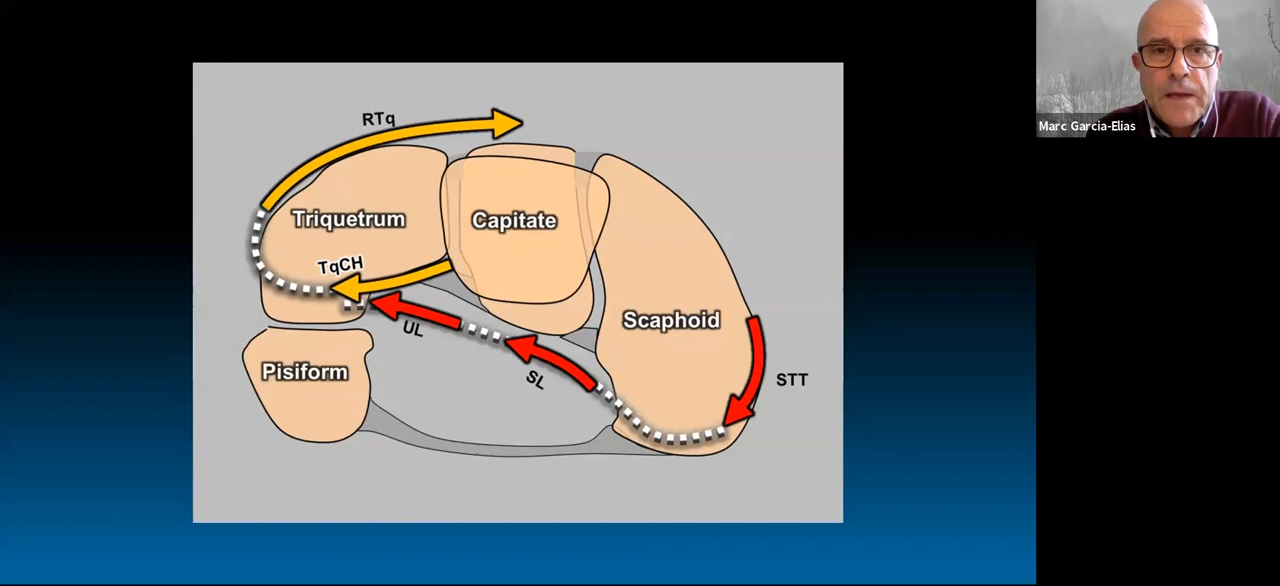 RTq
Triquetrum
Capitate
TqCH
UL
Scaphoid
Pisiform
SL
STT
Marc Garcia-Elias